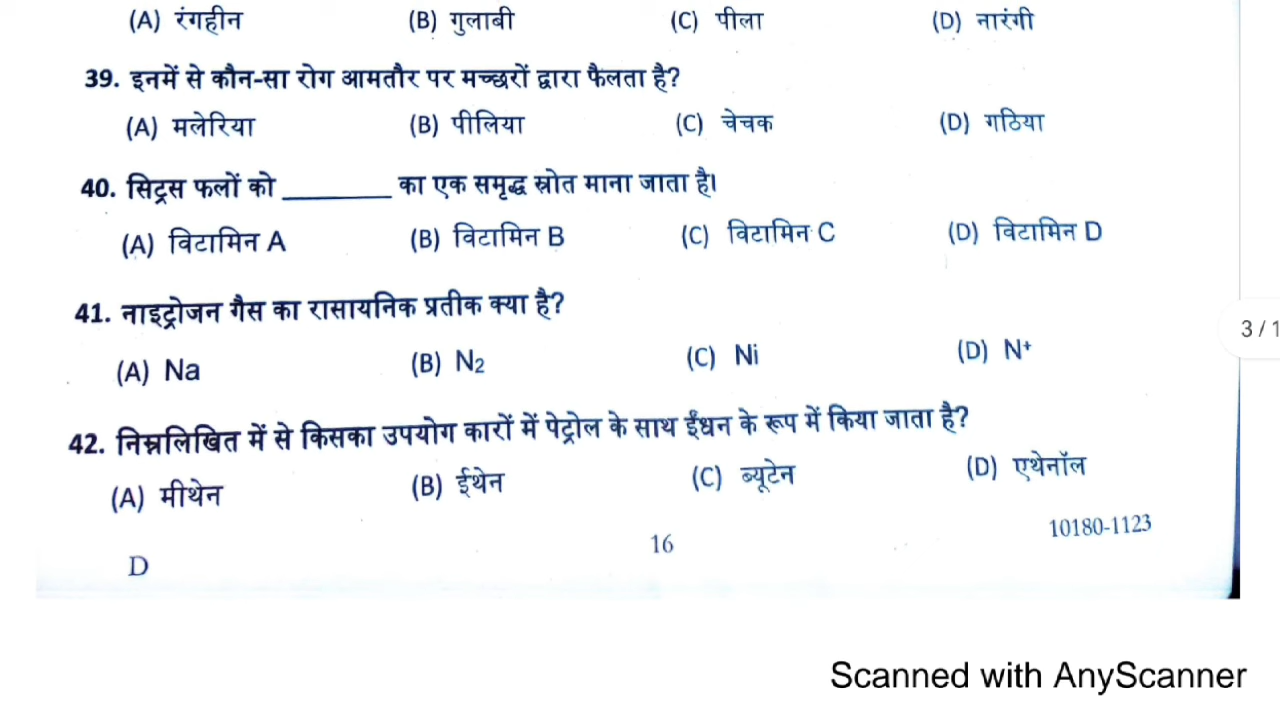 (A) रंगहीन (B) गुलाबी (C) पीला (D) नारंगी
39. इनमें से कौन-सा रोग आमतौर पर मच्छरों द्वारा फैलता है?
(A) मलेरिया (B) पीलिया (C) चेचक (D) गठिया
40. सिट्रस फलों को ________ का एक समृद्ध स्रोत माना जाता है।
(A) विटामिन A (B) विटामिन B (C) विटामिन C (D) विटामिन D
41. नाइट्रोजन गैस का रासायनिक प्रतीक क्या है?
(A) Na (B) N₂ (C) Ni (D) N⁺
3 / 1
42. निम्नलिखित में से किसका उपयोग कारों में पेट्रोल के साथ ईंधन के रूप में किया जाता है?
(A) मीथेन (B) ईथेन (C) ब्यूटेन (D) एथेनॉल
D 16 10180-1123
Scanned with AnyScanner